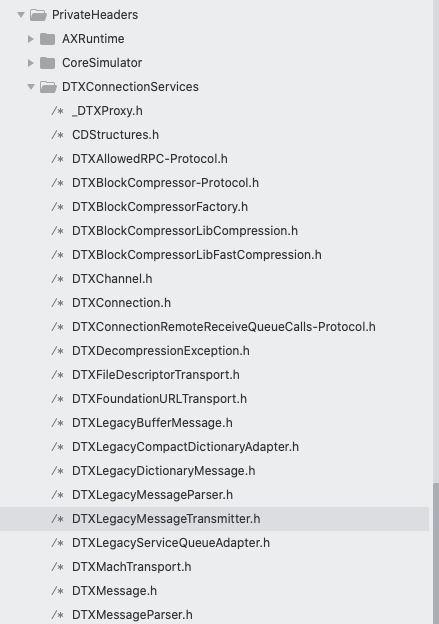 PrivateHeaders
AXRuntime
CoreSimulator
DTXConnectionServices
/* _DTXProxy.h
/* CDStructures.h
/* DTXAllowedRPC-Protocol.h
/* DTXBlockCompressor-Protocol.h
/* DTXBlockCompressorFactory.h
/* DTXBlockCompressorLibCompression.h
/* DTXBlockCompressorLibFastCompression.h
/* DTXChannel.h
/* DTXConnection.h
/* DTXConnectionRemoteReceiveQueueCalls-Protocol.h
/* DTXDecompressionException.h
/* DTXFileDescriptorTransport.h
/* DTXFoundationURLTransport.h
/* DTXLegacyBufferMessage.h
/* DTXLegacyCompactDictionaryAdapter.h
/* DTXLegacyDictionaryMessage.h
/* DTXLegacyMessageParser.h
/* DTXLegacyMessageTransmitter.h
/* DTXLegacyServiceQueueAdapter.h
/* DTXMachTransport.h
/* DTXMessage.h
/* DTXMessageParser.h